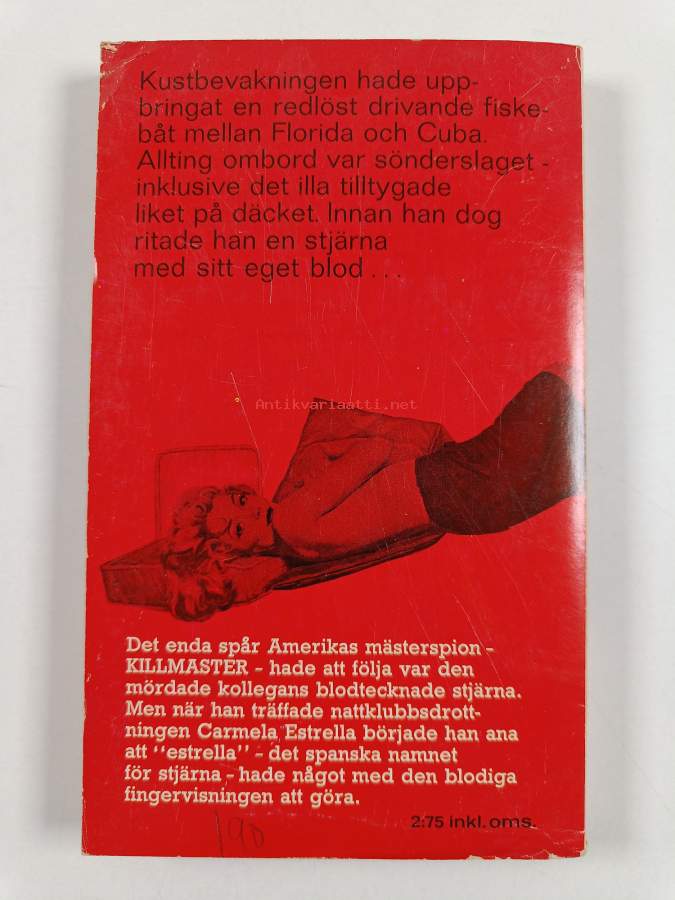 Kustbevakningen hade upp-
bringat en redlöst drivande fiske-
båt mellan Florida och Cuba.
Allting ombord var sönderslaget -
inklusive det illa tilltygade
liket på däcket. Innan han dog
ritade han en stjärna
med sitt eget blod ...
Antikvariaatti.net
Det enda spår Amerikas mästerspion -
KILLMASTER - hade att följa var den
mördade kollegans blodtecknade stjärna.
Men när han träffade nattklubbsdrott-
ningen Carmela Estrella började han ana
att "estrella" - det spanska namnet
för stjärna - hade något med den blodiga
fingervisningen att göra.
2:75 inkl. oms.
190